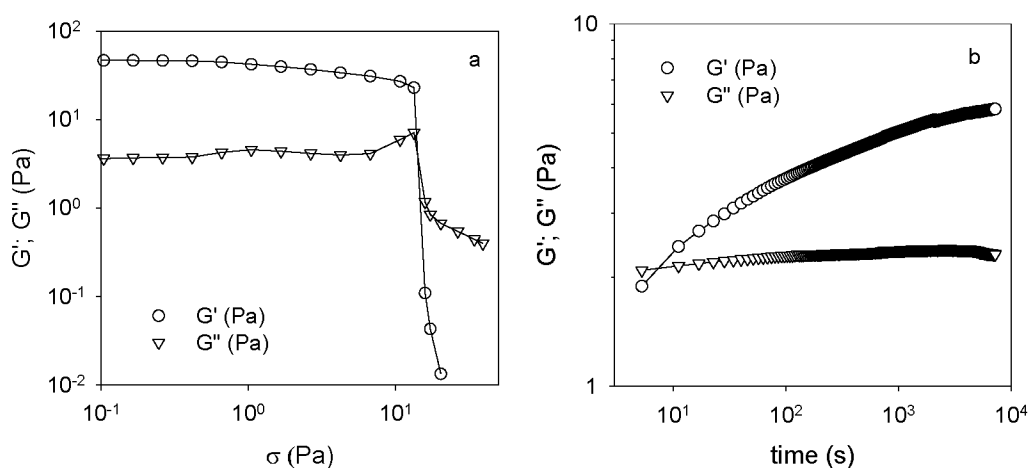 a
G'; G" (Pa)
10²
10¹
10⁰
10⁻¹
10⁻²
G' (Pa)
G" (Pa)
10⁻¹
10⁰
10¹
σ (Pa)
b
G'; G" (Pa)
10
1
G' (Pa)
G" (Pa)
10¹
10²
10³
10⁴
time (s)